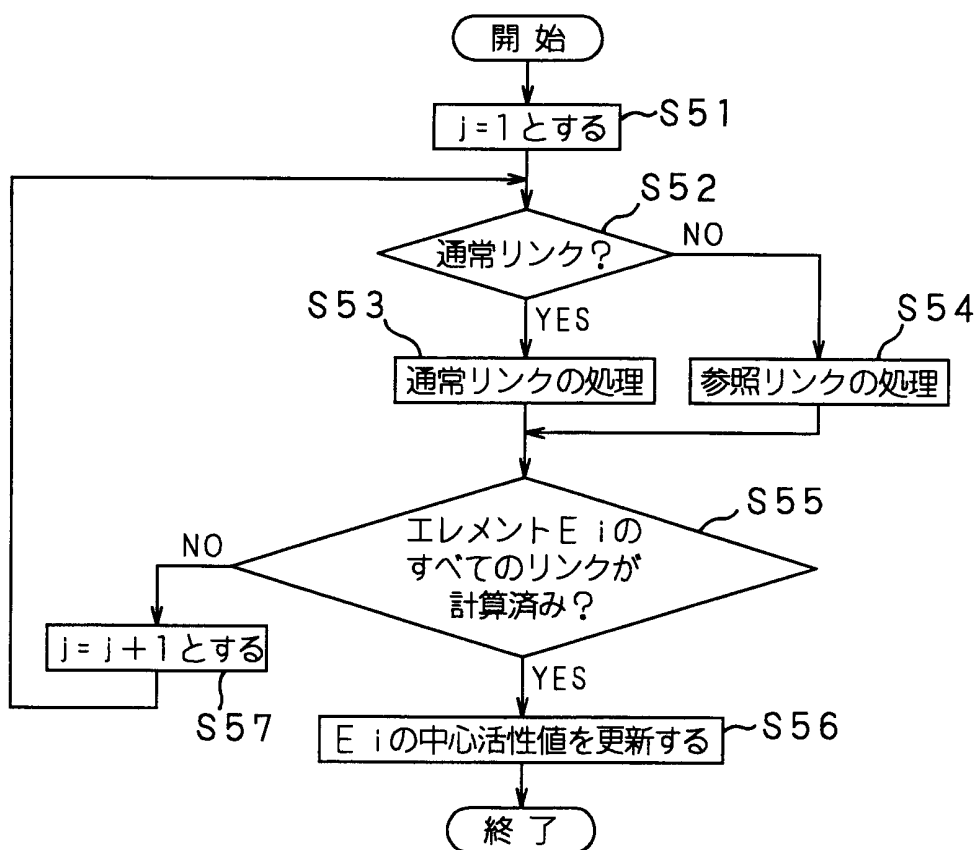 開始
j=1とする
S51
S52
通常リンク?
NO
YES
S53
通常リンクの処理
S54
参照リンクの処理
S55
エレメントEiの
すべてのリンクが
計算済み?
NO
j=j+1とする
S57
YES
Eiの中心活性値を更新する
S56
終了